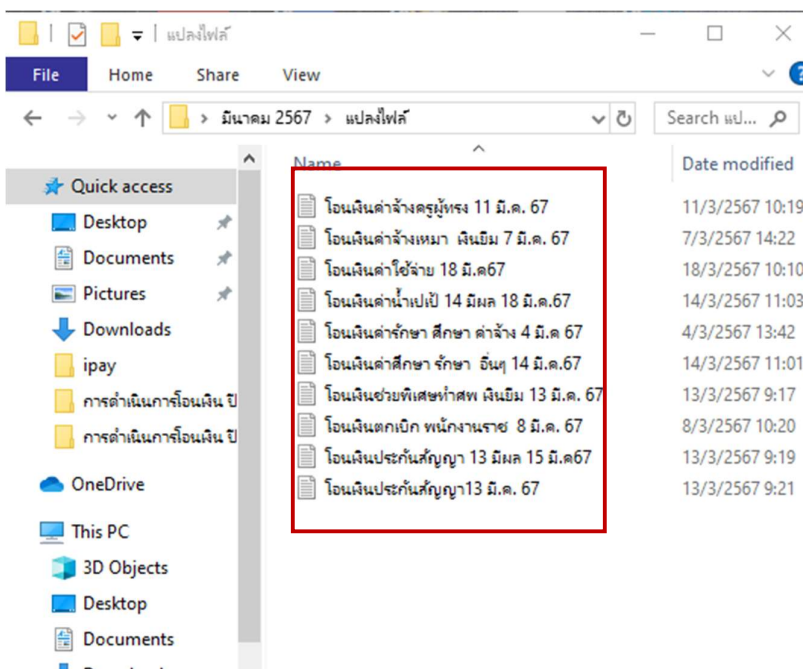 แปลงไฟล์
File Home Share View
มีนาคม 2567 > แปลงไฟล์ Search แป...
Name Date modified
Quick access
Desktop
Documents
Pictures
Downloads
ipay
การดำเนินการโอนเงิน ปี
การดำเนินการโอนเงิน ปี
OneDrive
This PC
3D Objects
Desktop
Documents
โอนเงินค่าจ้างครูผู้ทรง 11 มี.ค. 67 11/3/2567 10:19
โอนเงินค่าจ้างเหมา เงินยืม 7 มี.ค. 67 7/3/2567 14:22
โอนเงินค่าใช้จ่าย 18 มี.ค67 18/3/2567 10:10
โอนเงินค่าน้ำเปเป้ 14 มีผล 18 มี.ค.67 14/3/2567 11:03
โอนเงินค่ารักษา ศึกษา ค่าจ้าง 4 มี.ค 67 4/3/2567 13:42
โอนเงินค่าศึกษา รักษา อื่นๆ 14 มี.ค.67 14/3/2567 11:01
โอนเงินช่วยพิเศษทำศพ เงินยืม 13 มี.ค. 67 13/3/2567 9:17
โอนเงินตกเบิก พนักงานราช 8 มี.ค. 67 8/3/2567 10:20
โอนเงินประกันสัญญา 13 มีผล 15 มี.ค67 13/3/2567 9:19
โอนเงินประกันสัญญา13 มี.ค. 67 13/3/2567 9:21